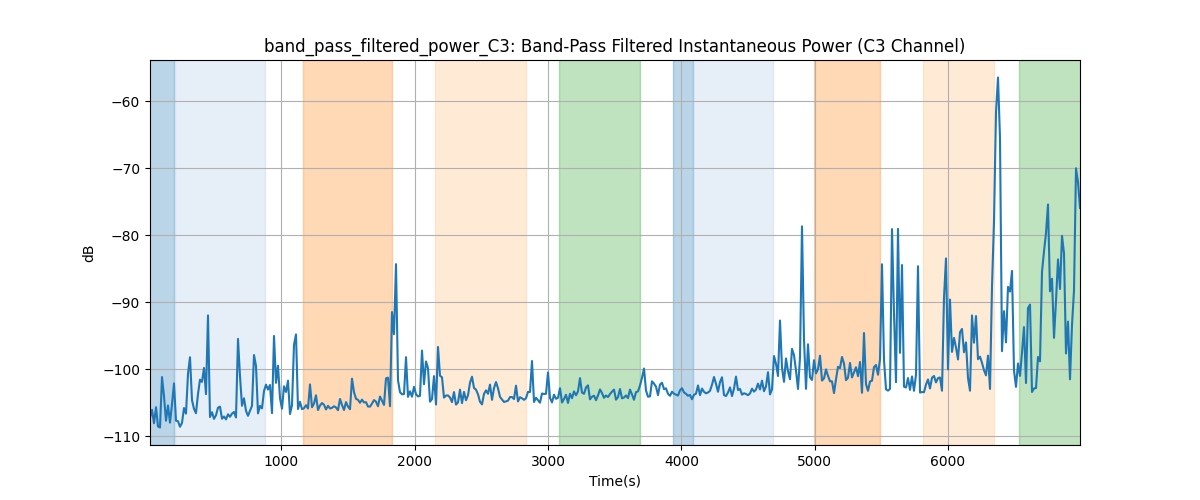 band_pass_filtered_power_C3: Band-Pass Filtered Instantaneous Power (C3 Channel)
−60
−70
−80
−90
−100
−110
dB
1000 2000 3000 4000 5000 6000
Time(s)